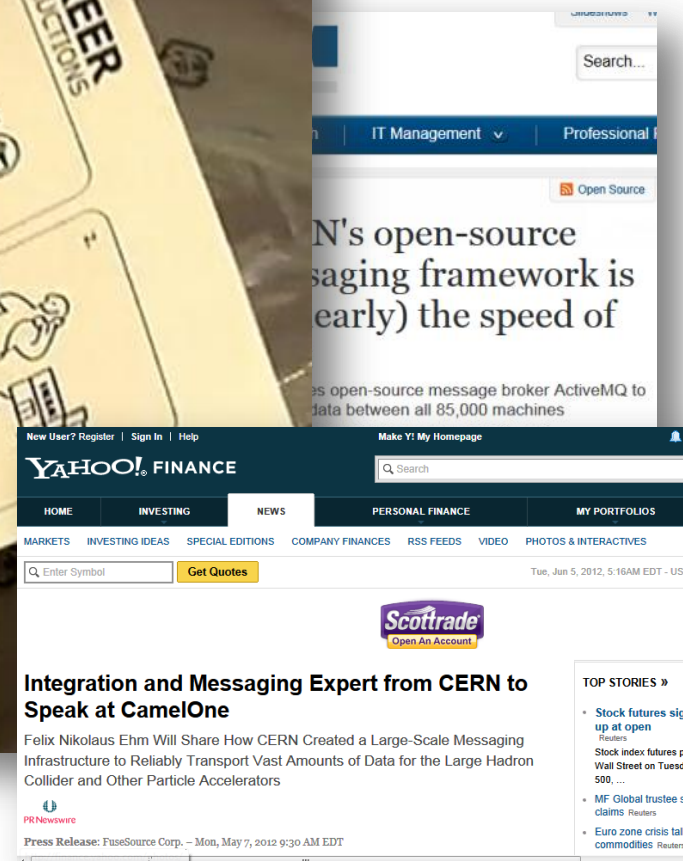 CAREER
INSTRUCTIONS
2
IKEA
Slideshows
Search...
IT Management
Professional
Open Source
N's open-source
saging framework is
early) the speed of
es open-source message broker ActiveMQ to
data between all 85,000 machines
New User? Register | Sign In | Help
Make Y! My Homepage
YAHOO!® FINANCE
Search
HOME INVESTING NEWS PERSONAL FINANCE MY PORTFOLIOS
MARKETS INVESTING IDEAS SPECIAL EDITIONS COMPANY FINANCES RSS FEEDS VIDEO PHOTOS & INTERACTIVES
Enter Symbol
Get Quotes
Tue, Jun 5, 2012, 5:16AM EDT - US
Scottrade
Open An Account
Integration and Messaging Expert from CERN to
Speak at CamelOne
Felix Nikolaus Ehm Will Share How CERN Created a Large-Scale Messaging
Infrastructure to Reliably Transport Vast Amounts of Data for the Large Hadron
Collider and Other Particle Accelerators
PR Newswire
Press Release: FuseSource Corp. – Mon, May 7, 2012 9:30 AM EDT
TOP STORIES »
Stock futures sig
up at open
Reuters
Stock index futures p
Wall Street on Tuesd
500, ...
MF Global trustee s
claims Reuters
Euro zone crisis tal
commodities Reuters